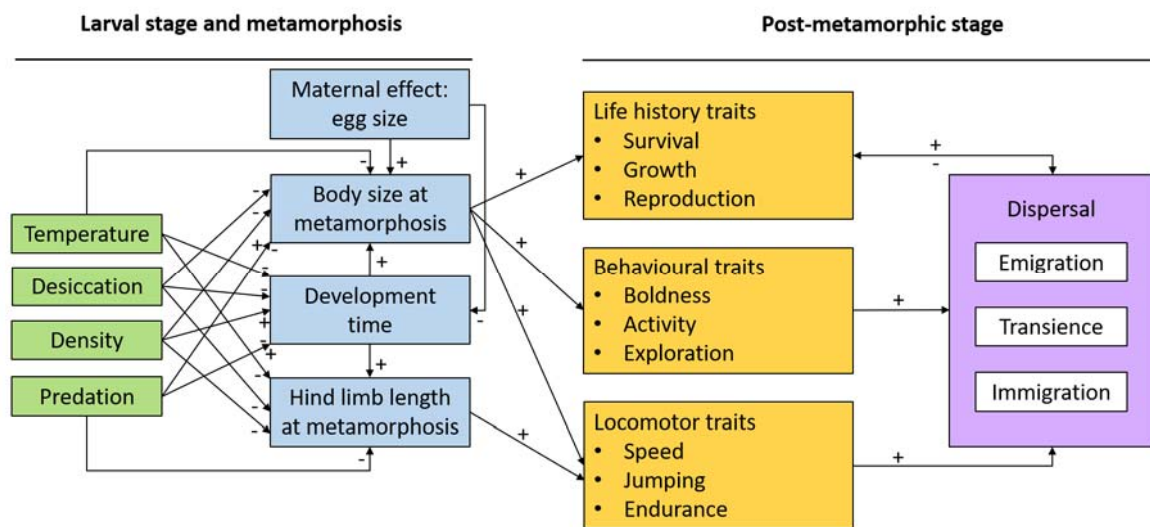 Larval stage and metamorphosis
Post-metamorphic stage
Maternal effect:
egg size
Body size at
metamorphosis
Development
time
Hind limb length
at metamorphosis
Temperature
Desiccation
Density
Predation
Life history traits
• Survival
• Growth
• Reproduction
Behavioural traits
• Boldness
• Activity
• Exploration
Locomotor traits
• Speed
• Jumping
• Endurance
Dispersal
Emigration
Transience
Immigration
-
+
-
-
+
-
+
-
-
+
-
+
-
+
-
-
-
-
+
+
+
+
+
-
+
+